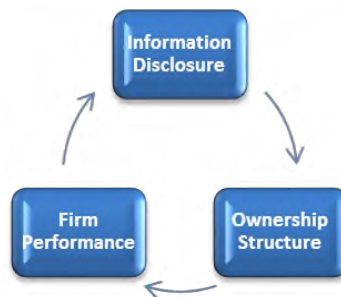 Information
Disclosure
Ownership
Structure
Firm
Performance